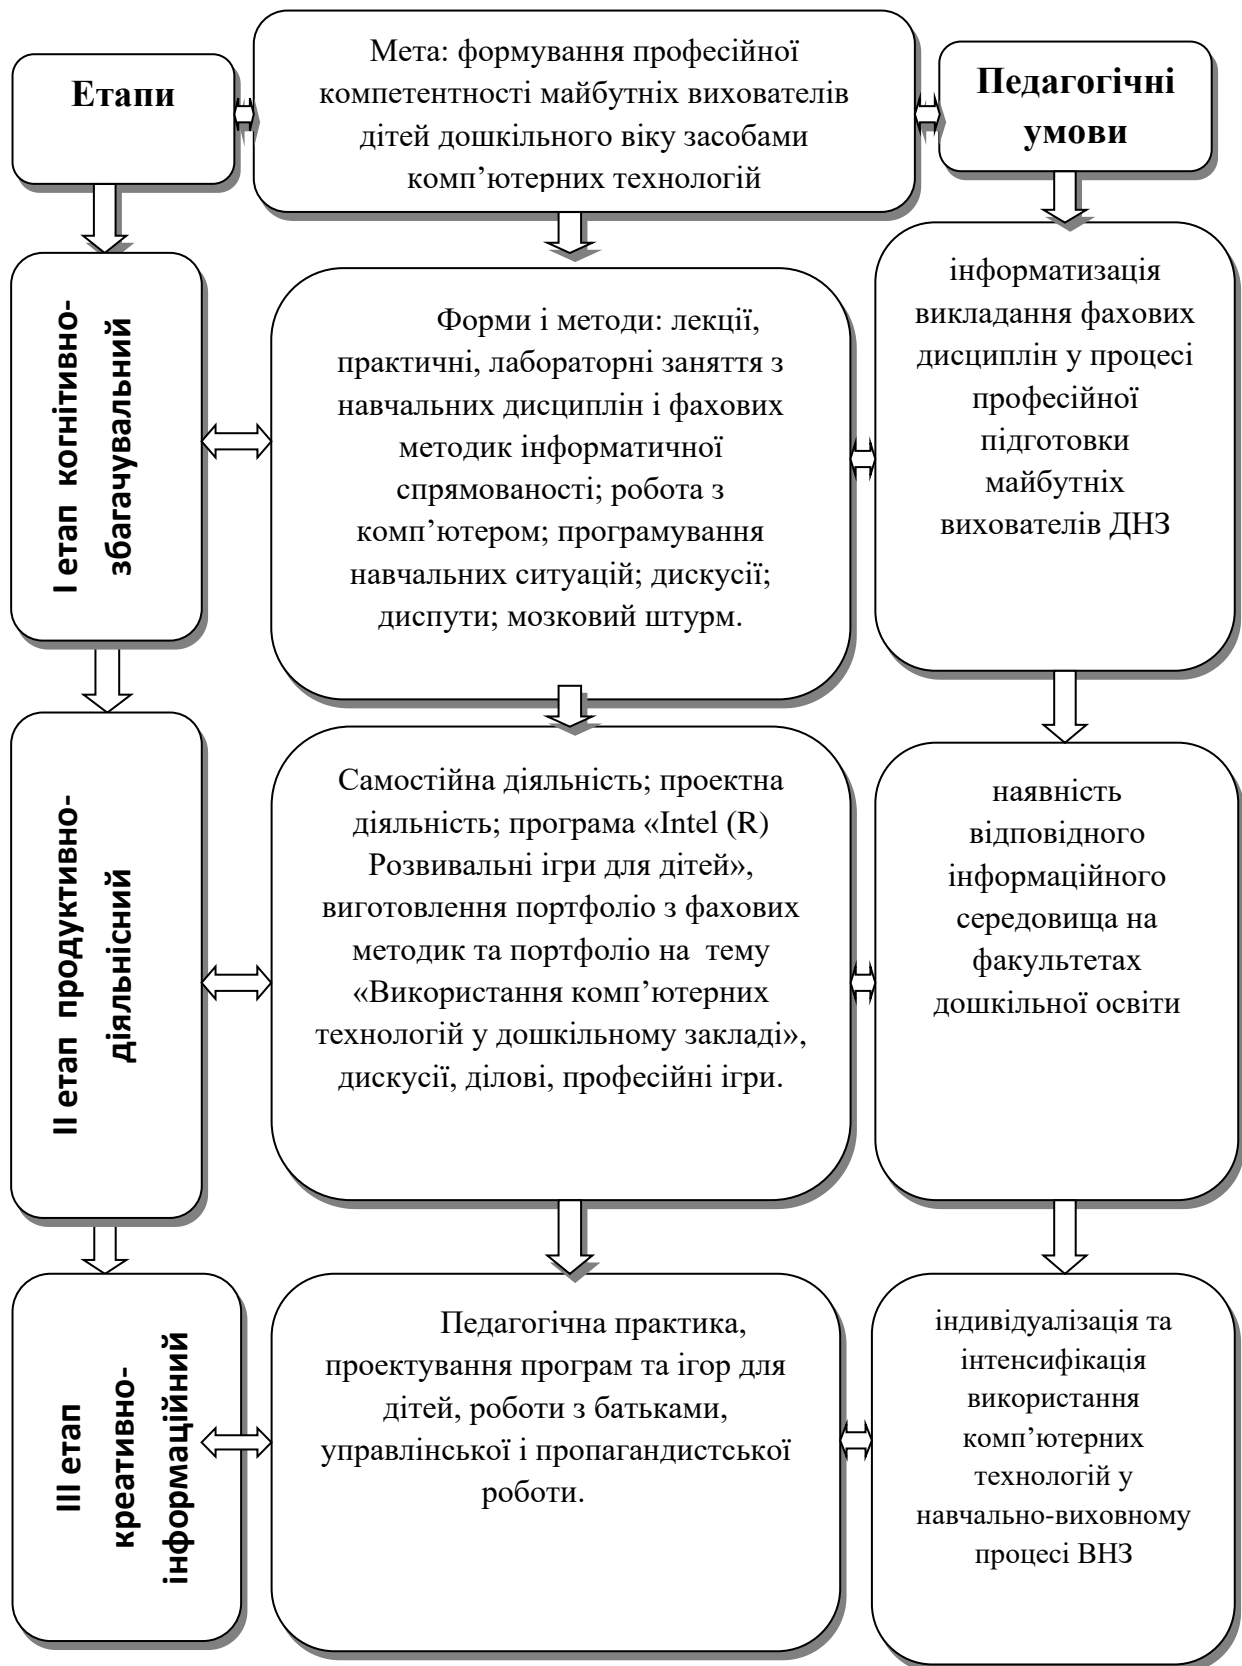 Етапи
Мета: формування професійної
компетентності майбутніх вихователів
дітей дошкільного віку засобами
комп’ютерних технологій
Педагогічні
умови
І етап когнітивно-
збагачувальний
Форми і методи: лекції,
практичні, лабораторні заняття з
навчальних дисциплін і фахових
методик інформатичної
спрямованості; робота з
комп’ютером; програмування
навчальних ситуацій; дискусії;
диспути; мозковий штурм.
інформатизація
викладання фахових
дисциплін у процесі
професійної
підготовки
майбутніх
вихователів ДНЗ
ІІ етап продуктивно-
діяльнісний
Самостійна діяльність; проектна
діяльність; програма «Intel (R)
Розвивальні ігри для дітей»,
виготовлення портфоліо з фахових
методик та портфоліо на тему
«Використання комп’ютерних
технологій у дошкільному закладі»,
дискусії, ділові, професійні ігри.
наявність
відповідного
інформаційного
середовища на
факультетах
дошкільної освіти
ІІІ етап
креативно-
інформаційний
Педагогічна практика,
проектування програм та ігор для
дітей, роботи з батьками,
управлінської і пропагандистської
роботи.
індивідуалізація та
інтенсифікація
використання
комп’ютерних
технологій у
навчально-виховному
процесі ВНЗ